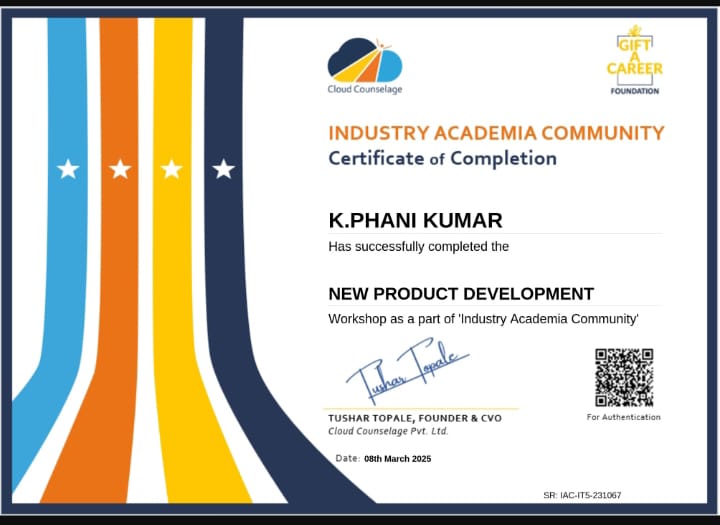 Cloud Counselage
GIFT
A
CAREER
FOUNDATION
INDUSTRY ACADEMIA COMMUNITY
Certificate of Completion
K.PHANI KUMAR
Has successfully completed the
NEW PRODUCT DEVELOPMENT
Workshop as a part of 'Industry Academia Community'
Tushar Topale
TUSHAR TOPALE, FOUNDER & CVO
Cloud Counselage Pvt. Ltd.
For Authentication
Date: 08th March 2025
SR: IAC-IT5-231067